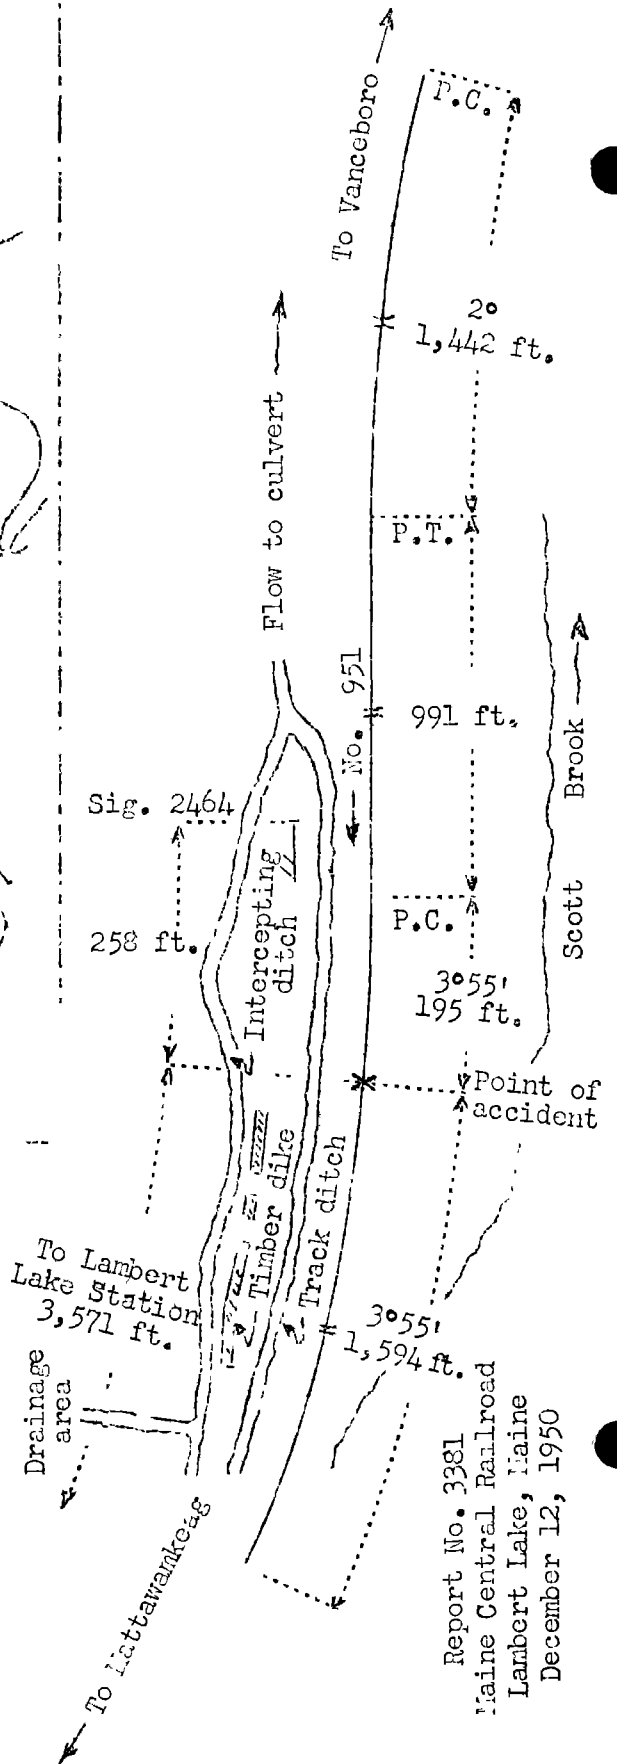 To Vanceboro
P.C.
2°
1,442 ft.
Flow to culvert
P.T.
No. 951
991 ft.
Sig. 2464
258 ft.
Intercepting
ditch
P.C.
3°55'
195 ft.
Scott Brook
Point of
accident
Timber dike
Track ditch
To Lambert
Lake Station
3,571 ft.
3°55'
1,594 ft.
Drainage
area
To Mattawamkeag
Report No. 3381
Maine Central Railroad
Lambert Lake, Maine
December 12, 1950